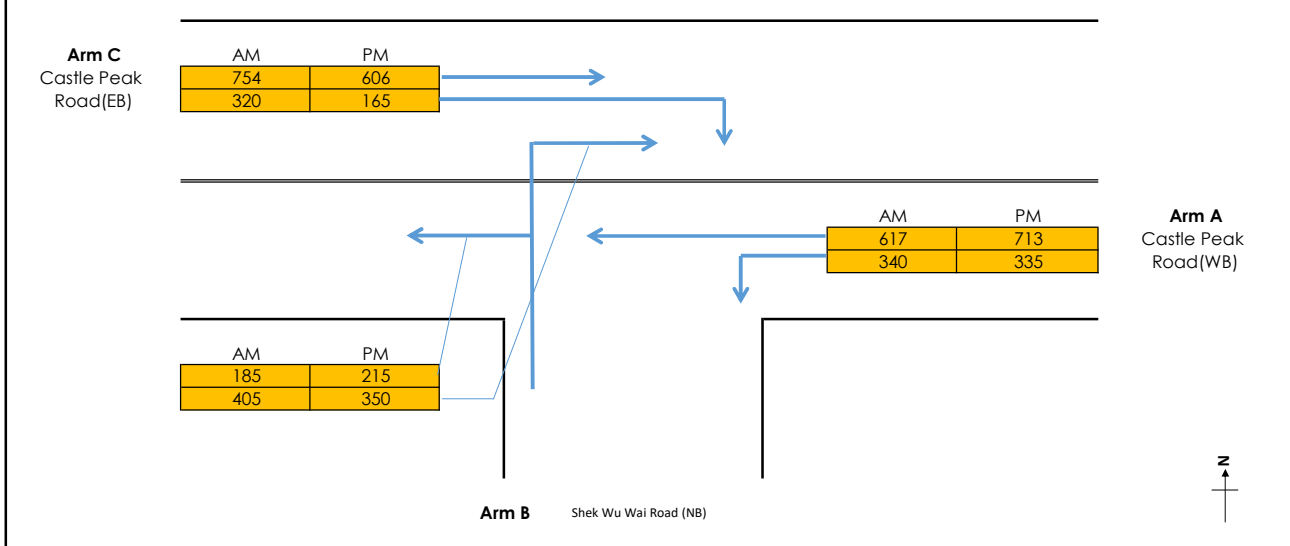 Arm C
Castle Peak
Road(EB)
AM PM
754 606
320 165
AM PM
617 713
340 335
Arm A
Castle Peak
Road(WB)
AM PM
185 215
405 350
Arm B Shek Wu Wai Road (NB)
N